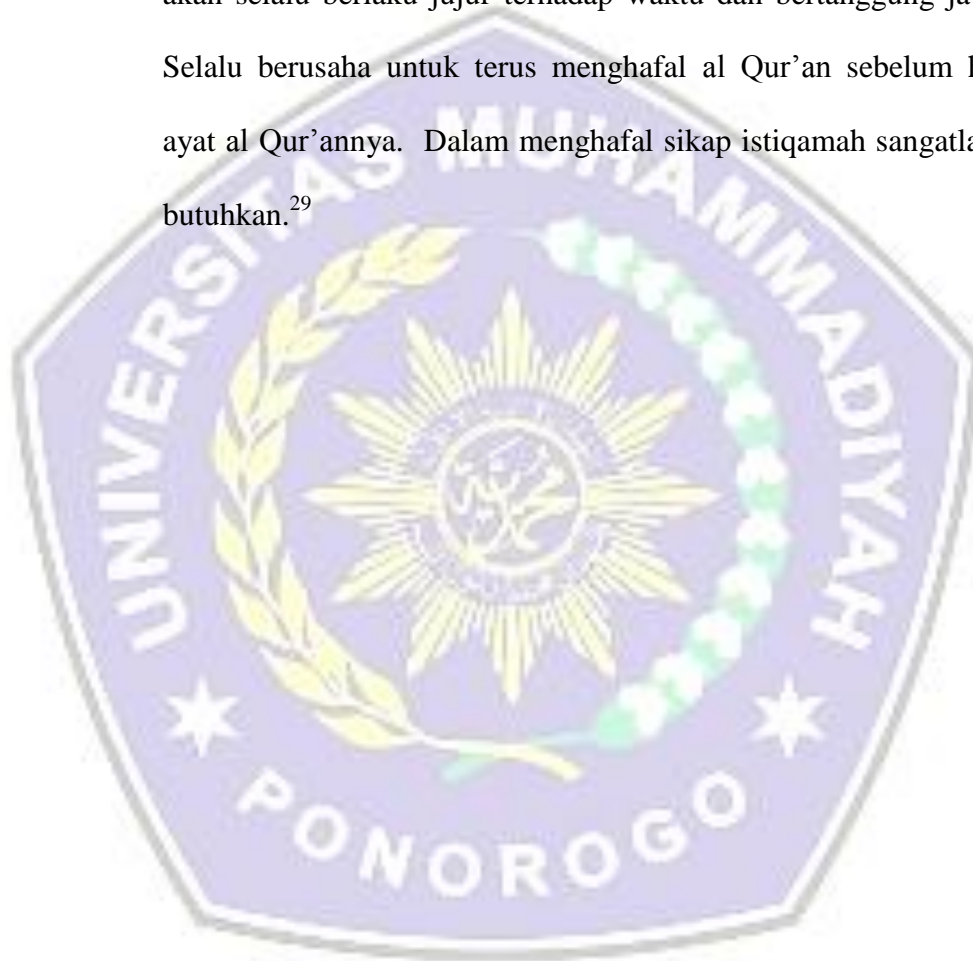 akan selalu berlaku jujur terhadap waktu dan bertanggung
Selalu berusaha untuk terus menghafal al Qur’an sebelum
ayat al Qur’annya. Dalam menghafal sikap istiqamah
butuhkan.29
UNIVERSITAS MUHAMMADIYAH
PONOROGO